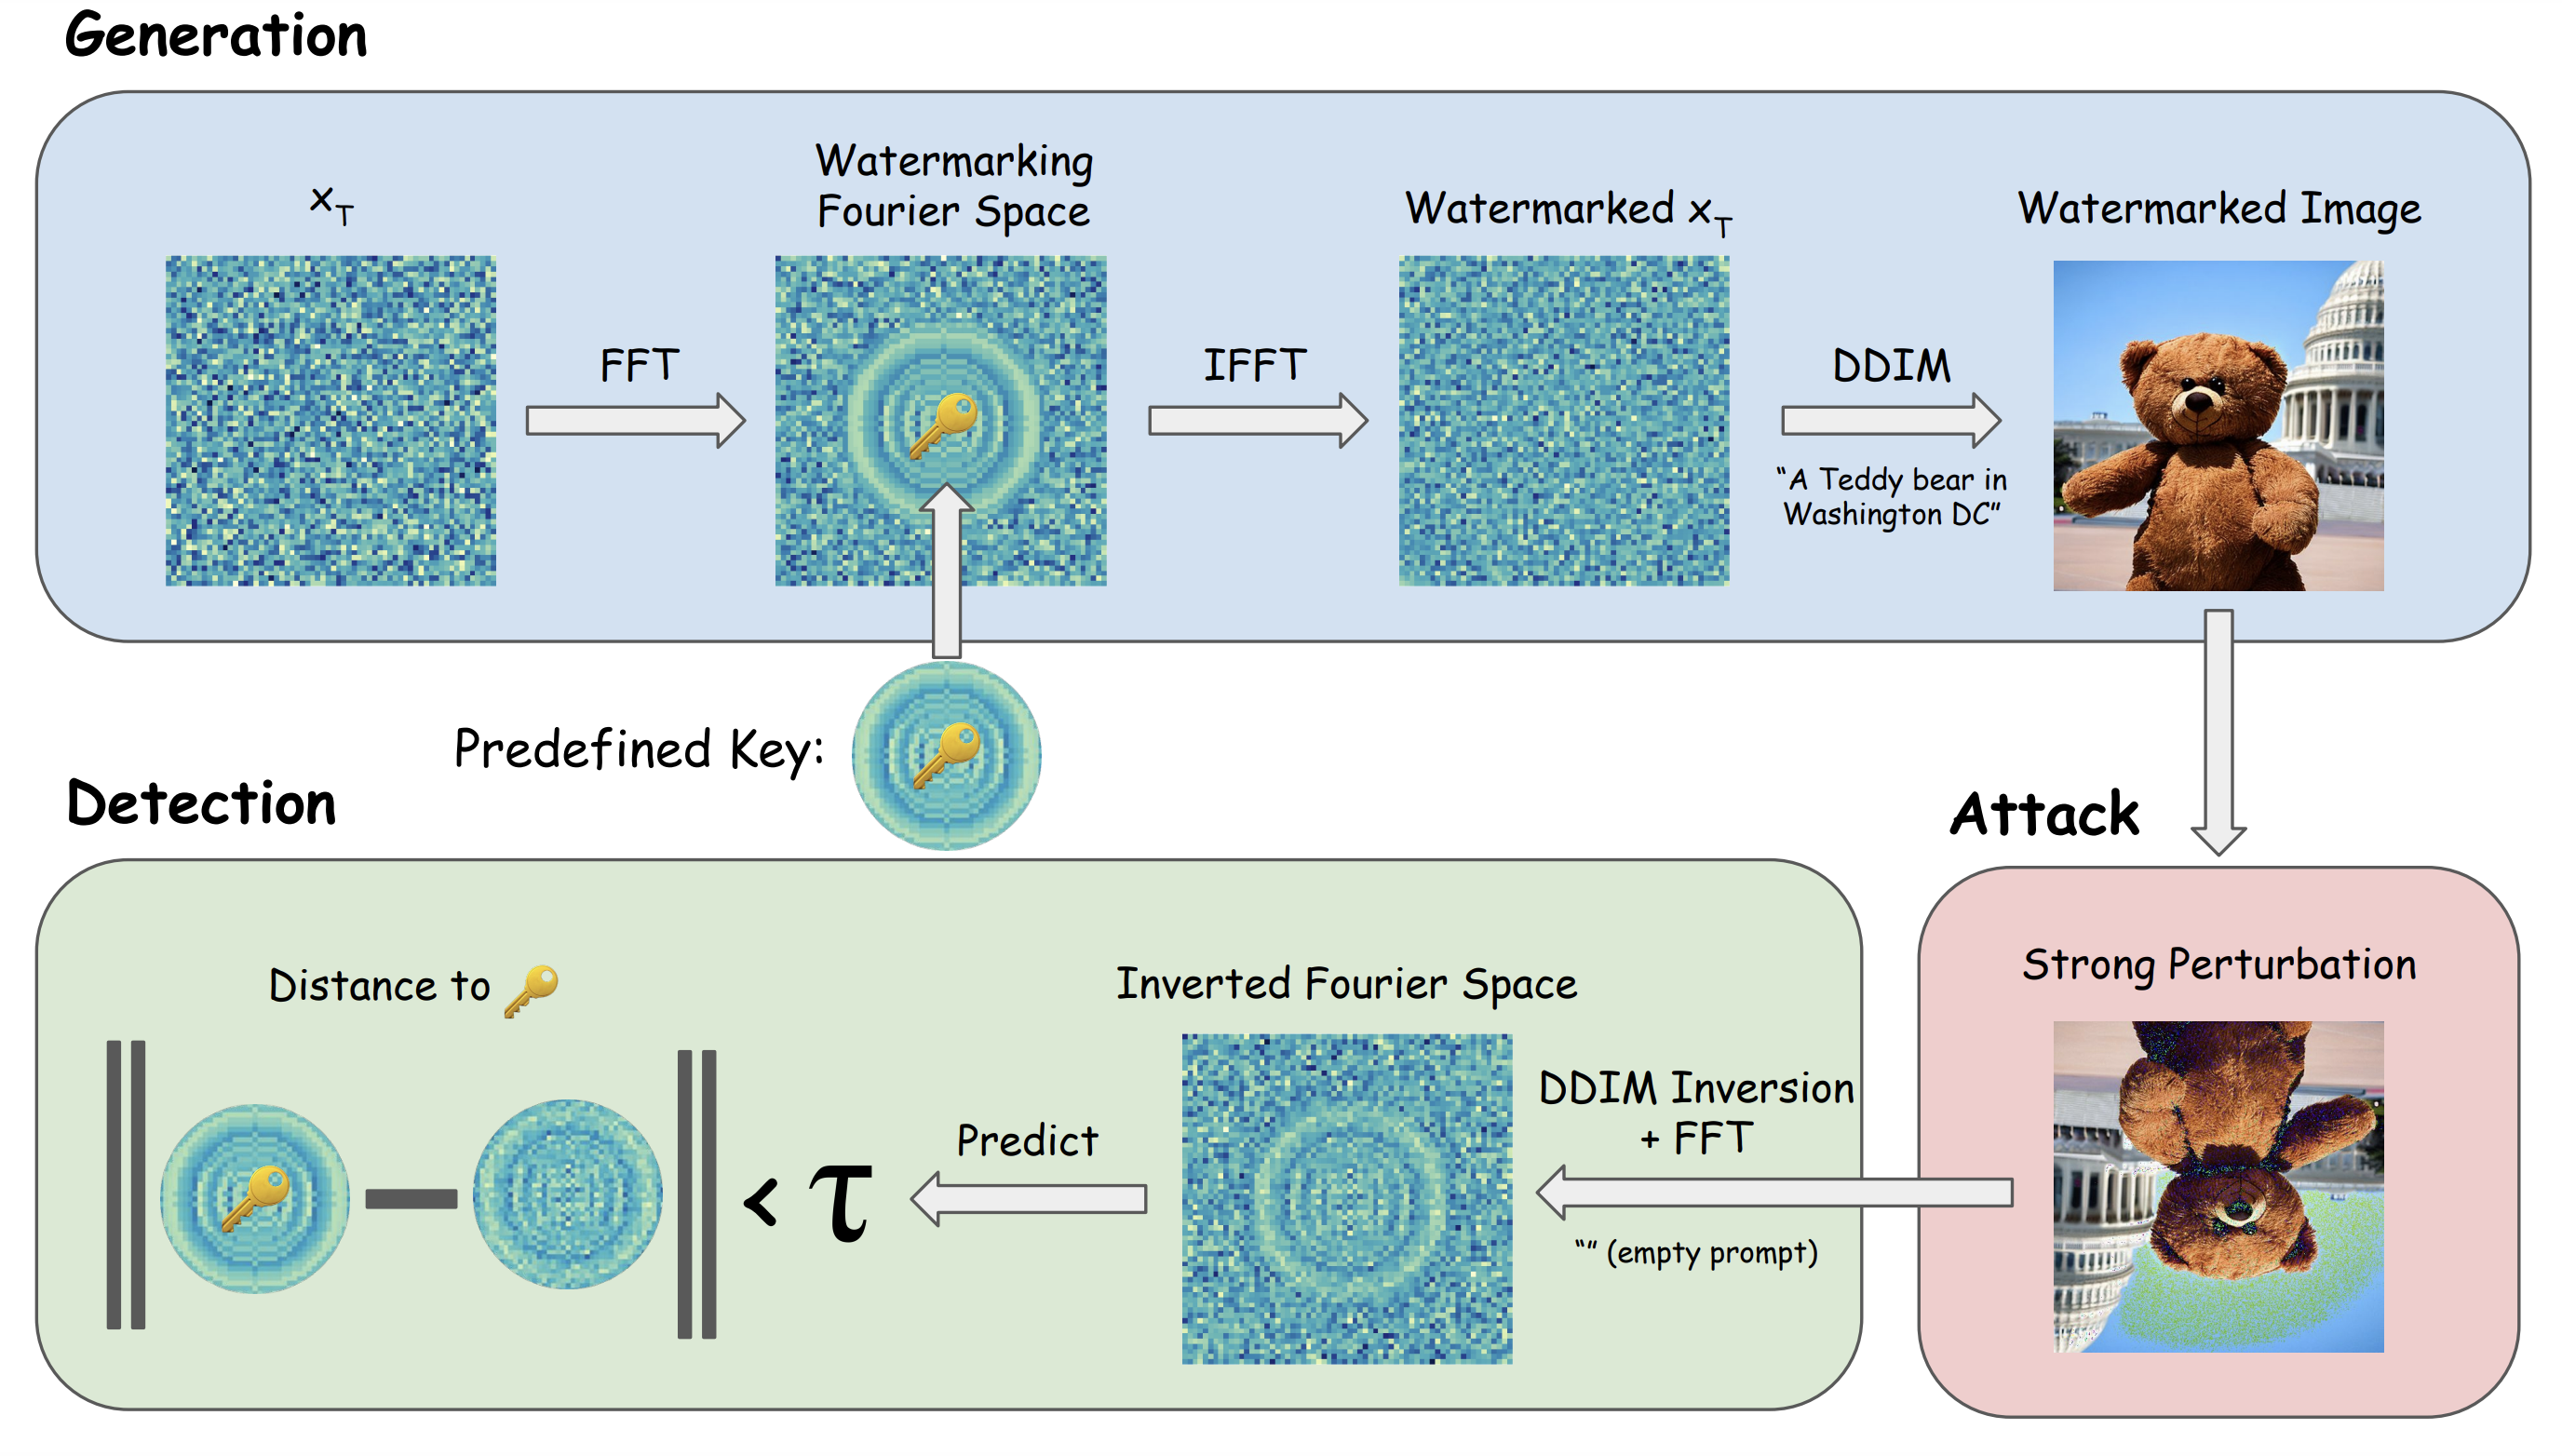 Generation
x_T
Watermarking
Fourier Space
Watermarked x_T
Watermarked Image
FFT
IFFT
DDIM
“A Teddy bear in
Washington DC”
Predefined Key:
Detection
Attack
Distance to
Inverted Fourier Space
Strong Perturbation
DDIM Inversion
+ FFT
Predict
< τ
“” (empty prompt)